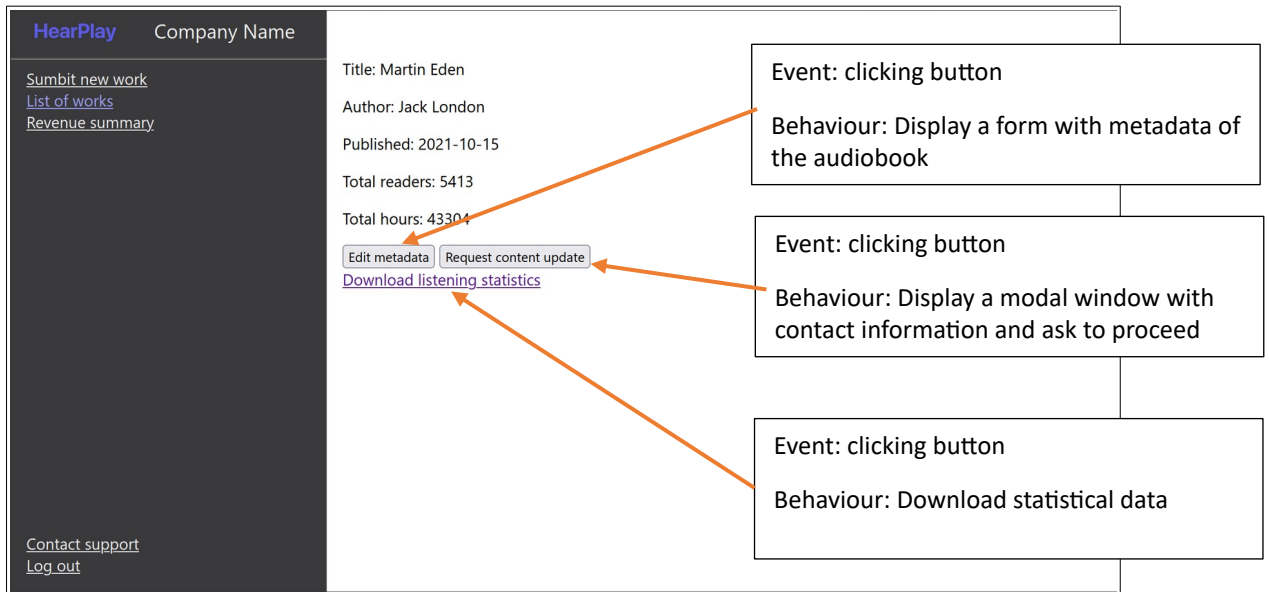 HearPlay Company Name
Sumbit new work
List of works
Revenue summary
Contact support
Log out
Title: Martin Eden
Author: Jack London
Published: 2021-10-15
Total readers: 5413
Total hours: 43304
Edit metadata Request content update
Download listening statistics
Event: clicking button
Behaviour: Display a form with metadata of
the audiobook
Event: clicking button
Behaviour: Display a modal window with
contact information and ask to proceed
Event: clicking button
Behaviour: Download statistical data